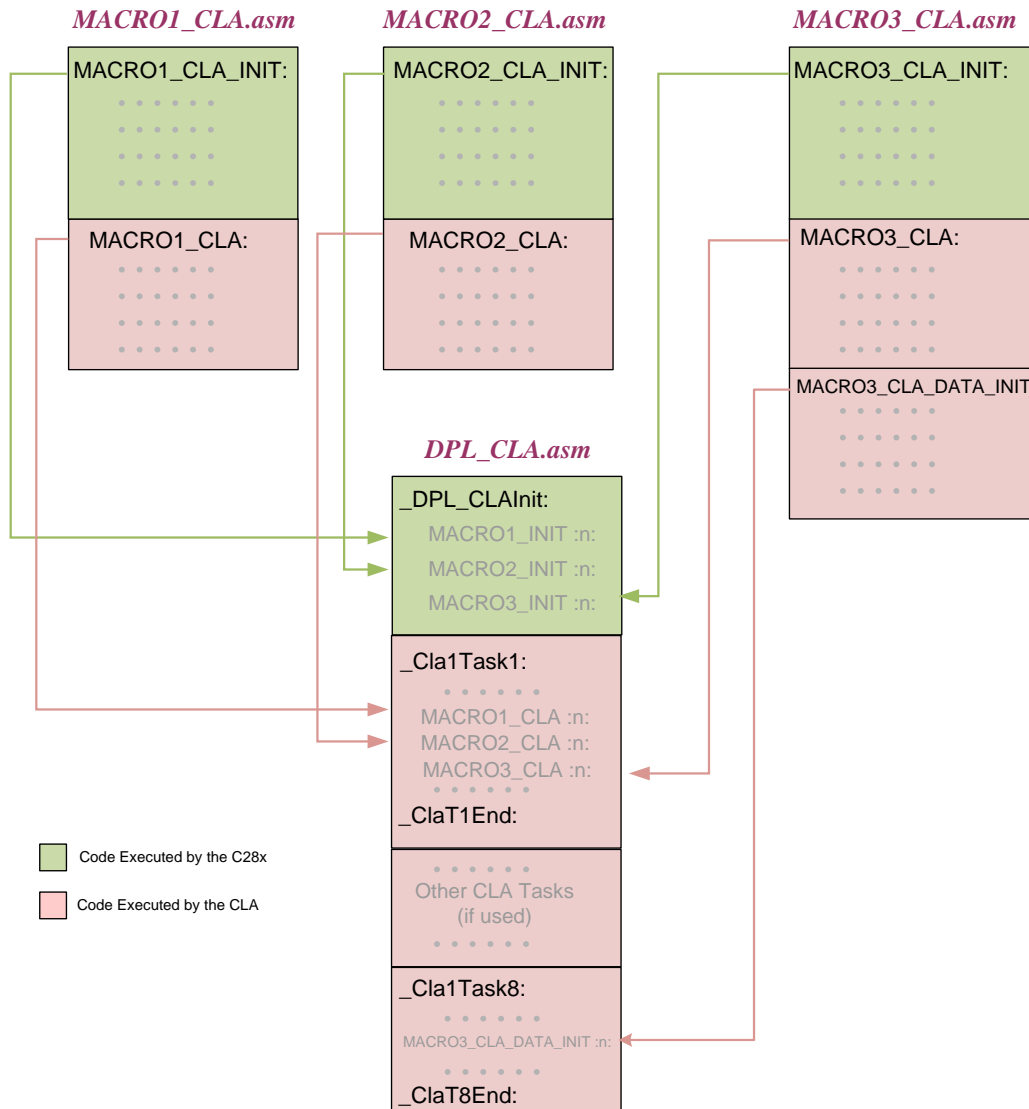 MACRO1_CLA.asm
MACRO2_CLA.asm
MACRO3_CLA.asm
MACRO1_CLA_INIT:
MACRO2_CLA_INIT:
MACRO3_CLA_INIT:
MACRO1_CLA:
MACRO2_CLA:
MACRO3_CLA:
MACRO3_CLA_DATA_INIT
DPL_CLA.asm
_DPL_CLAInit:
MACRO1_INIT :n:
MACRO2_INIT :n:
MACRO3_INIT :n:
_Cla1Task1:
MACRO1_CLA :n:
MACRO2_CLA :n:
MACRO3_CLA :n:
_ClaT1End:
Code Executed by the C28x
Code Executed by the CLA
Other CLA Tasks
(if used)
_Cla1Task8:
MACRO3_CLA_DATA_INIT :n:
_ClaT8End: